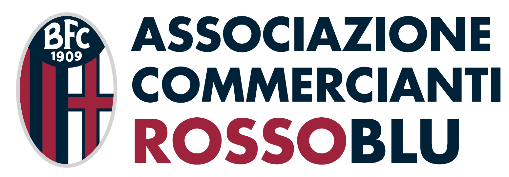 BFC
1909
ASSOCIAZIONE
COMMERCIANTI
ROSSOBLU